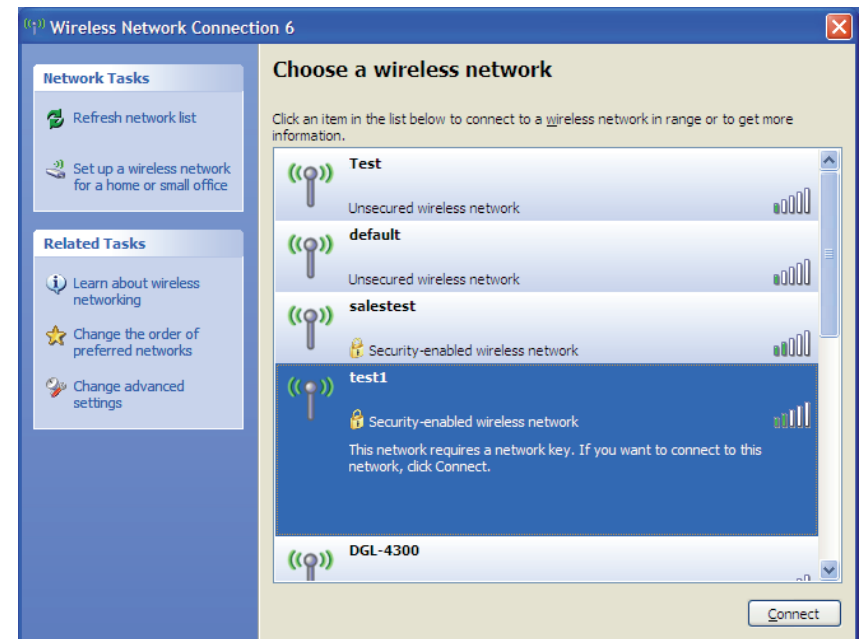 Wireless Network Connection 6
Network Tasks
Refresh network list
Set up a wireless network
for a home or small office
Related Tasks
Learn about wireless
networking
Change the order of
preferred networks
Change advanced
settings
Choose a wireless network
Click an item in the list below to connect to a wireless network in range or to get more
information.
Test
Unsecured wireless network
default
Unsecured wireless network
salestest
Security-enabled wireless network
test1
Security-enabled wireless network
This network requires a network key. If you want to connect to this
network, click Connect.
DGL-4300
Connect